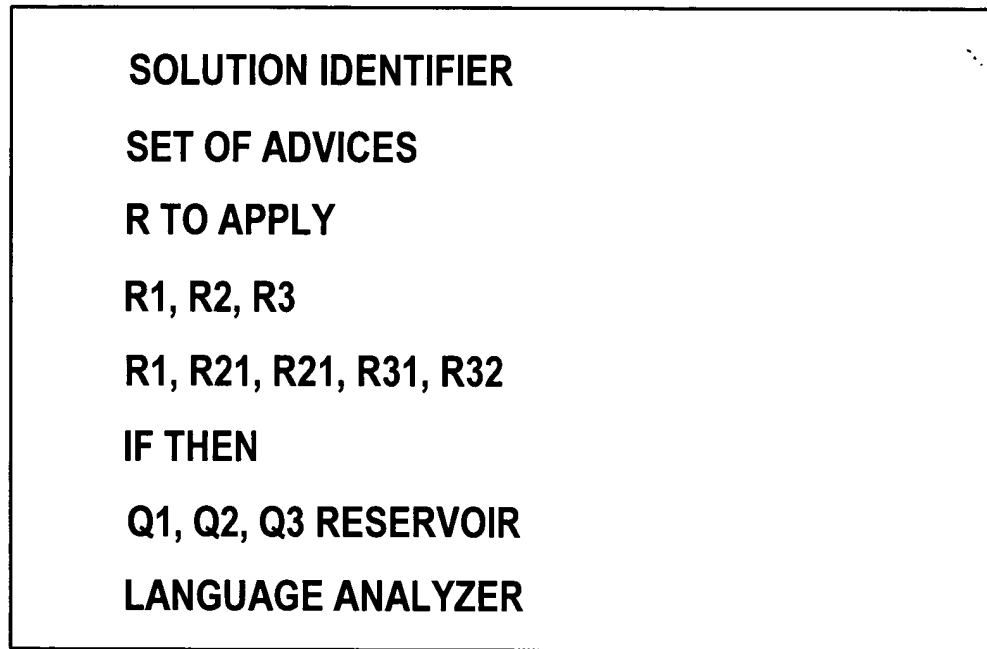 SOLUTION IDENTIFIER
SET OF ADVICES
R TO APPLY
R1, R2, R3
R1, R21, R21, R31, R32
IF THEN
Q1, Q2, Q3 RESERVOIR
LANGUAGE ANALYZER